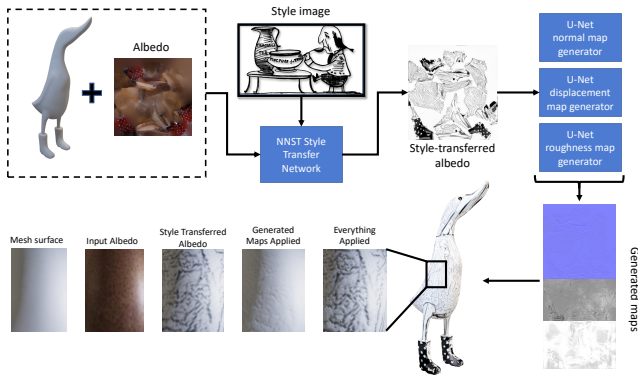 Style image
Albedo
U-Net
normal map
generator
U-Net
displacement
map generator
NNST Style
Transfer
Network
Style-transferred
albedo
U-Net
roughness map
generator
Mesh surface
Input Albedo
Style Transferred
Albedo
Generated
Maps Applied
Everything
Applied
Generated maps